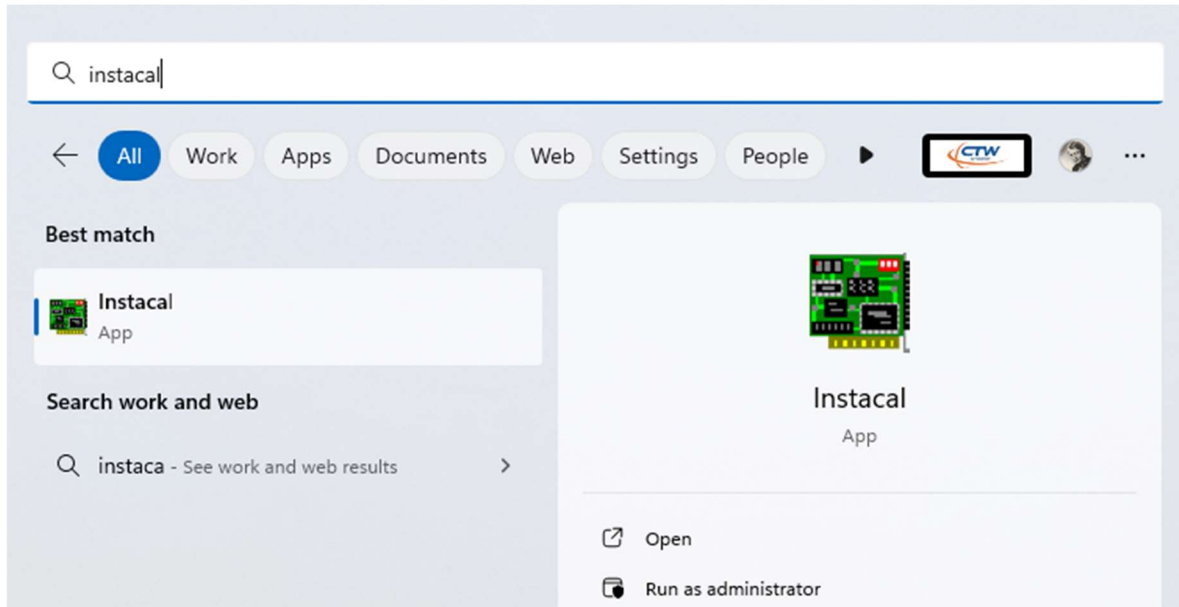 instacal
All Work Apps Documents Web Settings People CTW ...
Best match
Instacal
App
Search work and web
instaca - See work and web results
Instacal
App
Open
Run as administrator